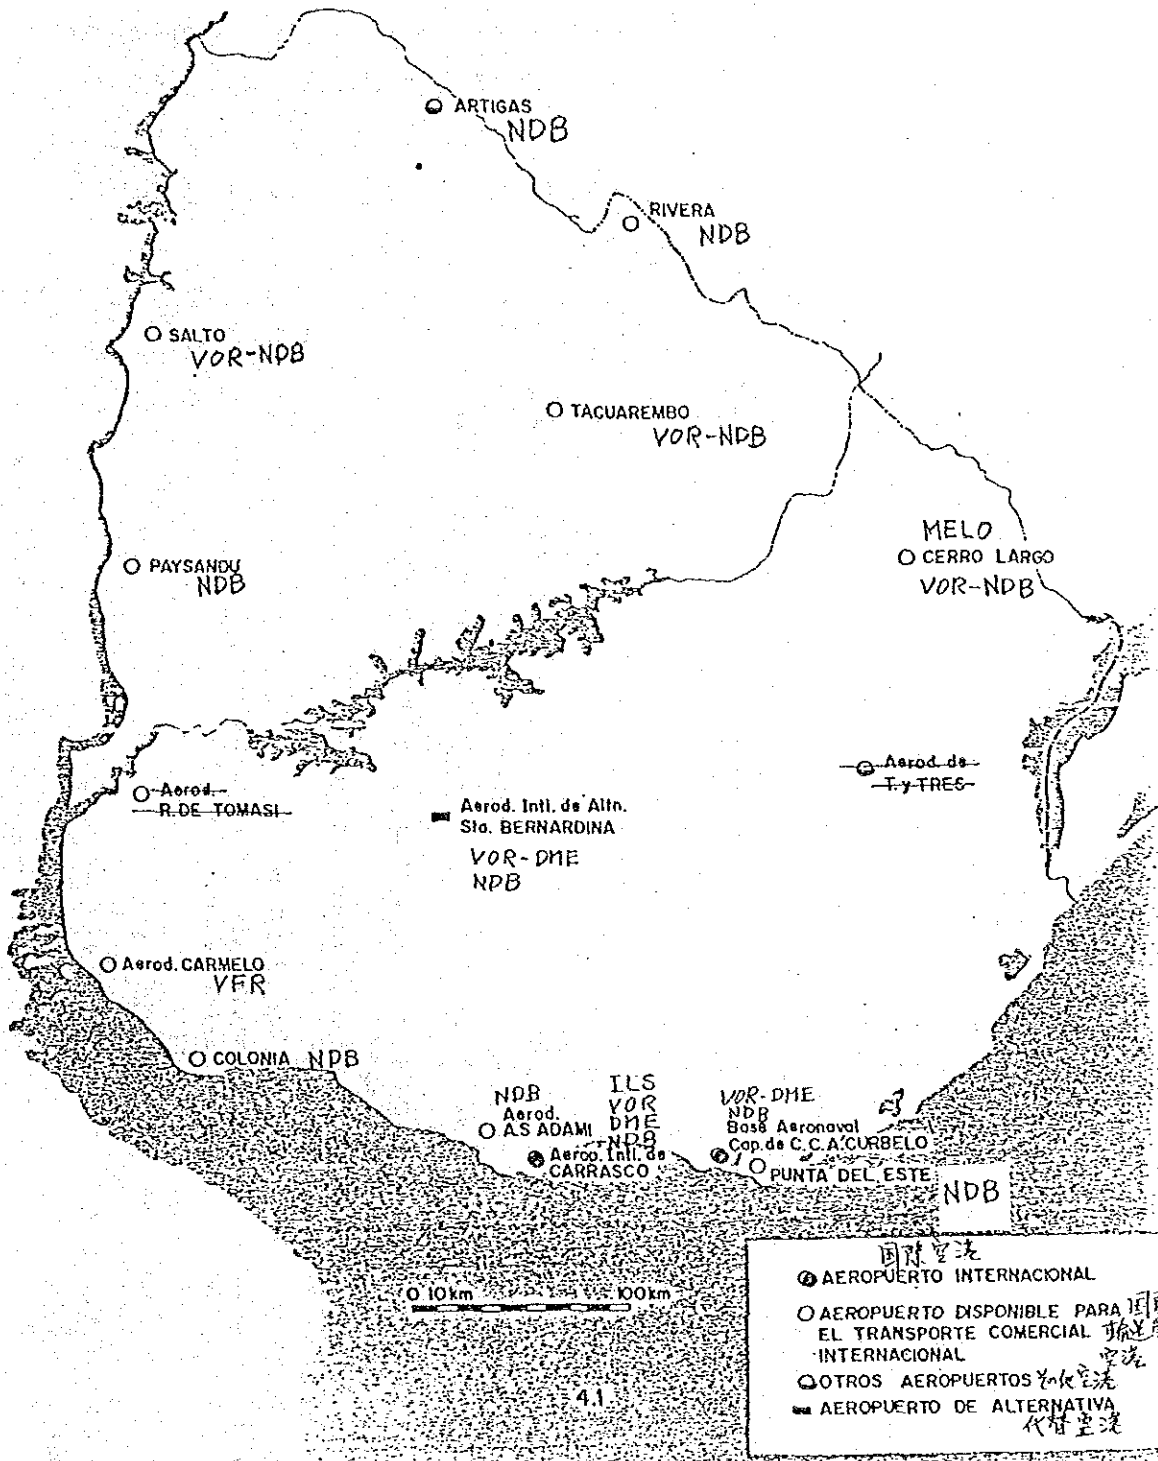 ARTIGAS
NDB
RIVERA
NDB
SALTO
VOR-NDB
TACUAREMBO
VOR-NDB
MELO
CERRO LARGO
VOR-NDB
PAYSANDU
NDB
Aerod.
R. DE TOMASI
Aerod. Intl. de Altn.
Sta. BERNARDINA
VOR-DME
NDB
Aerod. de
T. y TRES
Aerod. CARMELO
VFR
COLONIA NDB
NDB
Aerod.
A.S ADAMI
ILS
VOR
DME
NDB
Aerop. Intl. de
CARRASCO
VOR-DME
NDB
Base Aeronaval
Cap. de C. C.A. CURBELO
PUNTA DEL ESTE
NDB
0 10km 100km
国際空港
AEROPUERTO INTERNACIONAL
AEROPUERTO DISPONIBLE PARA
EL TRANSPORTE COMERCIAL
INTERNACIONAL
空港
OTROS AEROPUERTOS
AEROPUERTO DE ALTERNATIVA
代替空港
41